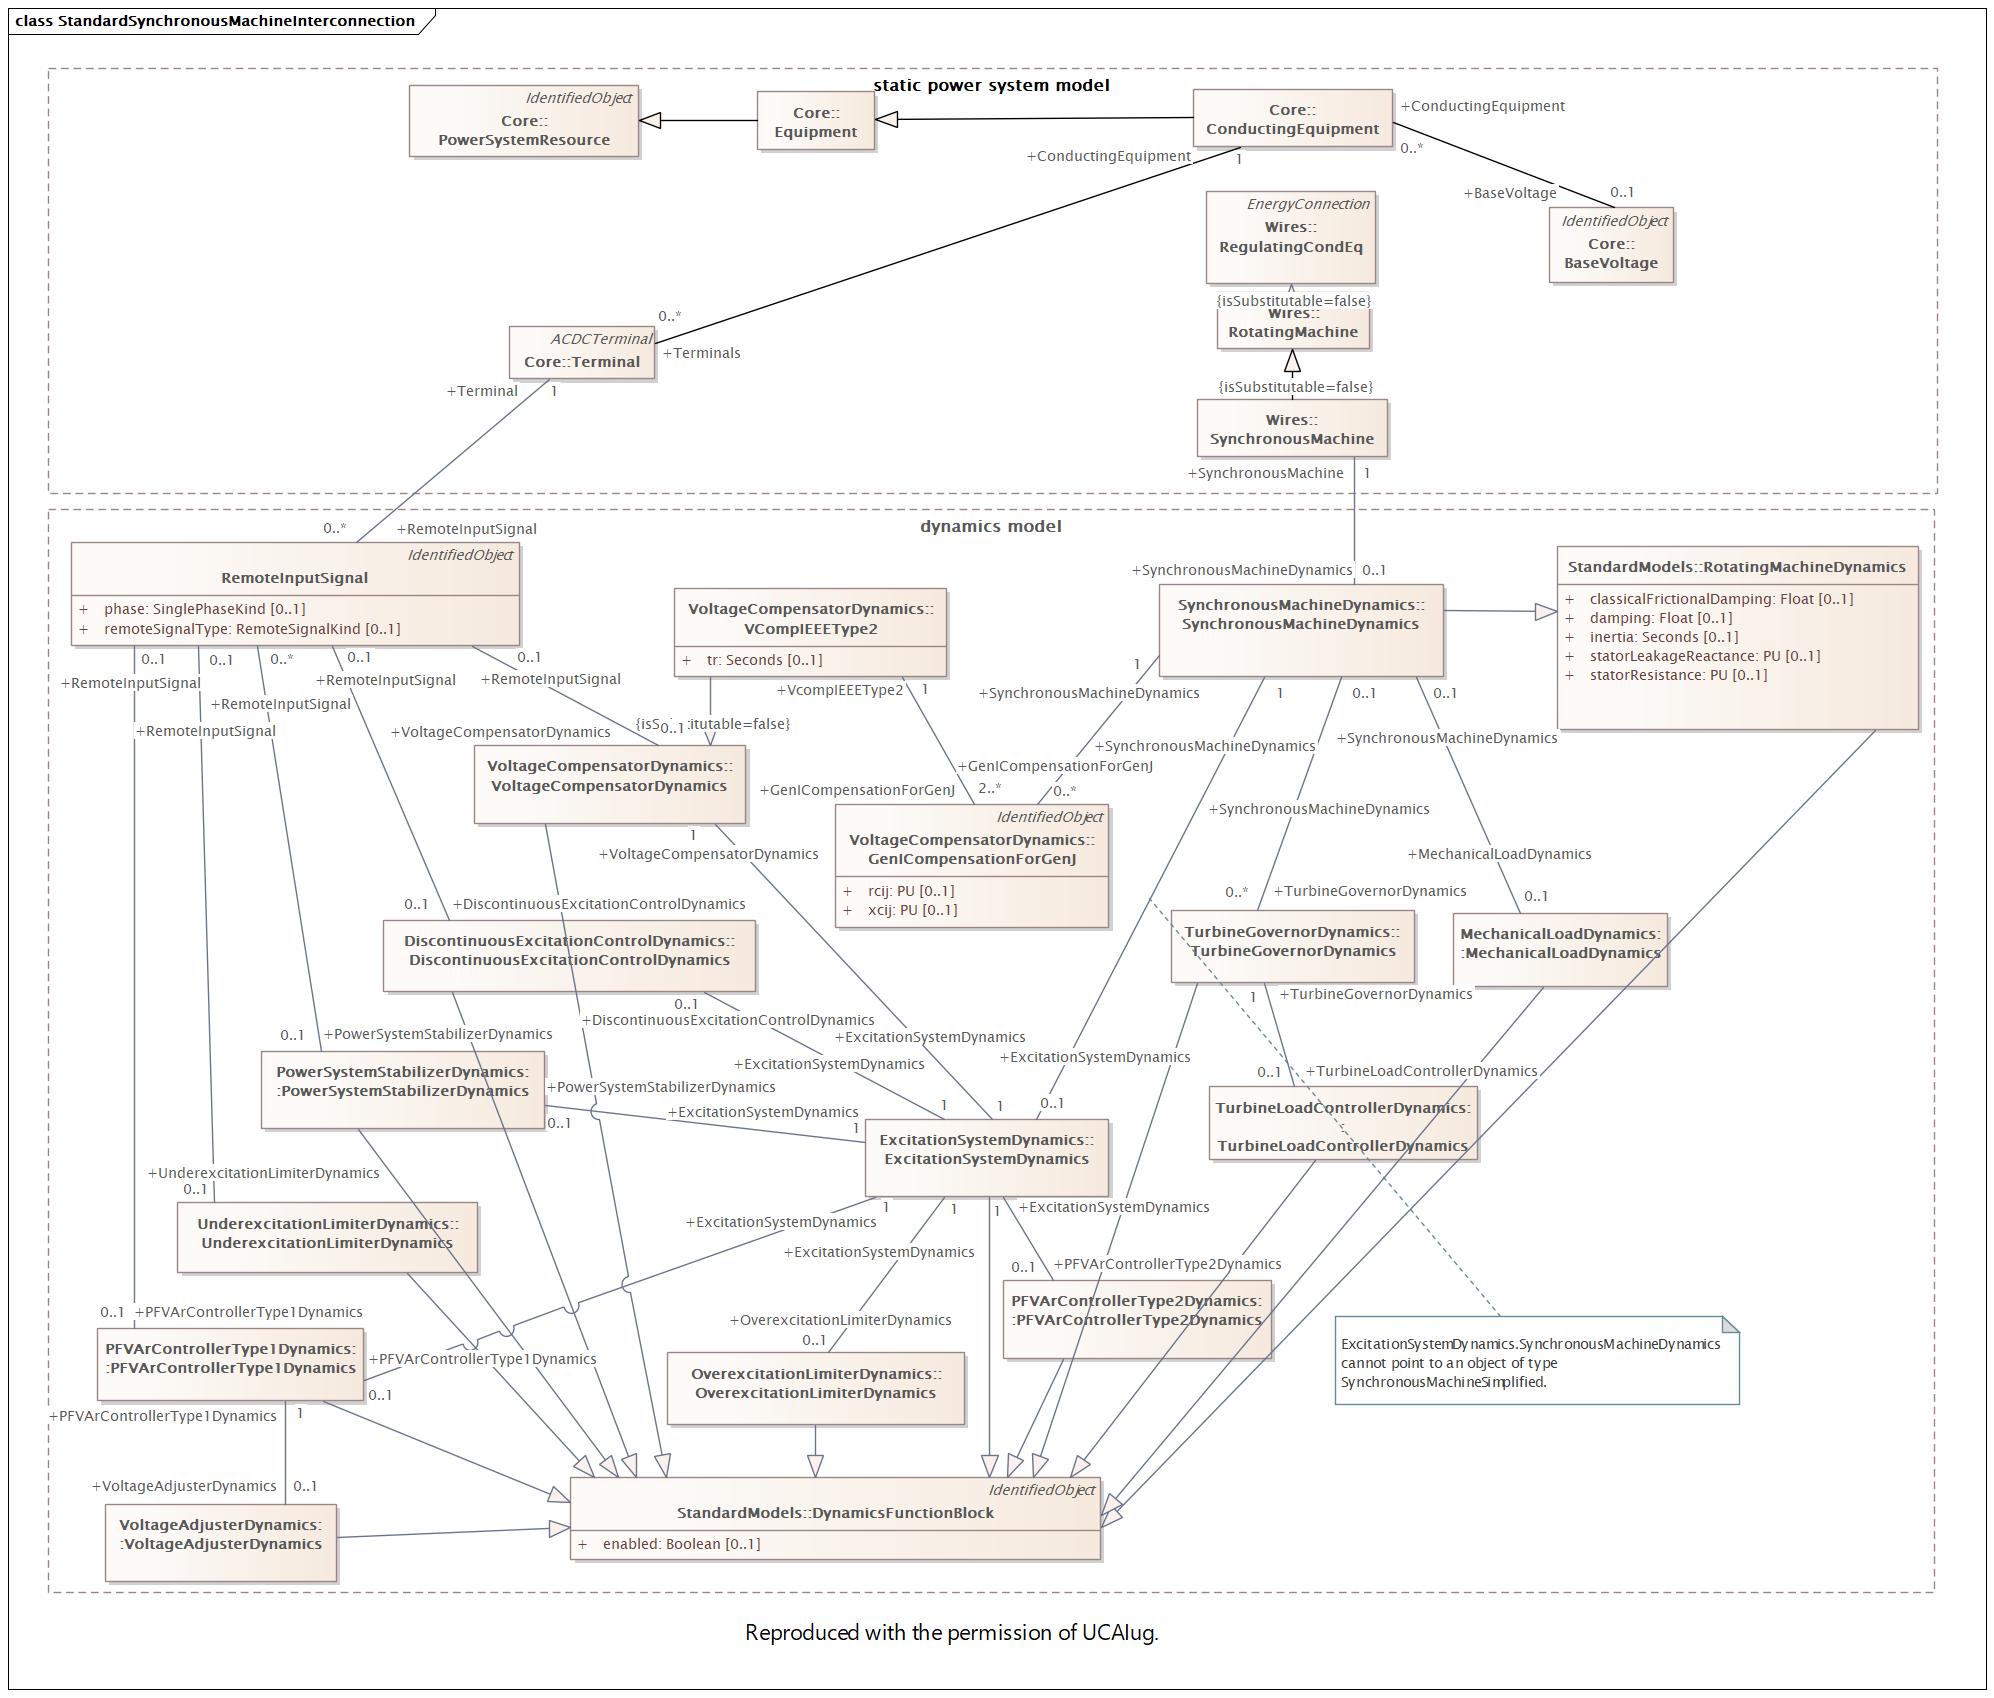 class StandardSynchronousMachineInterconnection
static power system model
IdentifiedObject
Core::
PowerSystemResource
Core::
Equipment
Core::
ConductingEquipment
+ConductingEquipment
0..*
+ConductingEquipment
1
+BaseVoltage
0..1
IdentifiedObject
Core::
BaseVoltage
EnergyConnection
Wires::
RegulatingCondEq
{isSubstitutable=false}
Wires::
RotatingMachine
{isSubstitutable=false}
Wires::
SynchronousMachine
+SynchronousMachine
1
0..*
+Terminals
ACDCTerminal
Core::Terminal
+Terminal
1
dynamics model
0..*
+RemoteInputSignal
IdentifiedObject
RemoteInputSignal
+ phase: SinglePhaseKind [0..1]
+ remoteSignalType: RemoteSignalKind [0..1]
0..1
0..1
0..*
0..1
0..1
+RemoteInputSignal
+RemoteInputSignal
+RemoteInputSignal
+RemoteInputSignal
+RemoteInputSignal
VoltageCompensatorDynamics::
VCompIEEEType2
+ tr: Seconds [0..1]
+VcompIEEEType2
1
+SynchronousMachineDynamics
0..1
SynchronousMachineDynamics::
SynchronousMachineDynamics
StandardModels::RotatingMachineDynamics
+ classicalFrictionalDamping: Float [0..1]
+ damping: Float [0..1]
+ inertia: Seconds [0..1]
+ statorLeakageReactance: PU [0..1]
+ statorResistance: PU [0..1]
1
+SynchronousMachineDynamics
1
0..1
0..1
+SynchronousMachineDynamics
+SynchronousMachineDynamics
+SynchronousMachineDynamics
+VoltageCompensatorDynamics
0..1
{isS
titutable=false}
VoltageCompensatorDynamics::
VoltageCompensatorDynamics
1
+VoltageCompensatorDynamics
+GenICompensationForGenJ
+GenICompensationForGenJ
2..*
0..*
IdentifiedObject
VoltageCompensatorDynamics::
GenICompensationForGenJ
+ rcij: PU [0..1]
+ xcij: PU [0..1]
+MechanicalLoadDynamics
0..1
0..*
+TurbineGovernorDynamics
TurbineGovernorDynamics::
TurbineGovernorDynamics
1
+TurbineGovernorDynamics
MechanicalLoadDynamics:
:MechanicalLoadDynamics
0..1
+DiscontinuousExcitationControlDynamics
DiscontinuousExcitationControlDynamics::
DiscontinuousExcitationControlDynamics
0..1
+DiscontinuousExcitationControlDynamics
+ExcitationSystemDynamics
+ExcitationSystemDynamics
+ExcitationSystemDynamics
0..1
+PowerSystemStabilizerDynamics
PowerSystemStabilizerDynamics:
:PowerSystemStabilizerDynamics
+PowerSystemStabilizerDynamics
0..1
+ExcitationSystemDynamics
1
1
1
0..1
ExcitationSystemDynamics::
ExcitationSystemDynamics
0..1
+TurbineLoadControllerDynamics
TurbineLoadControllerDynamics:
:
TurbineLoadControllerDynamics
+UnderexcitationLimiterDynamics
0..1
UnderexcitationLimiterDynamics::
UnderexcitationLimiterDynamics
1
1
1
+ExcitationSystemDynamics
+ExcitationSystemDynamics
+ExcitationSystemDynamics
0..1
+PFVArControllerType2Dynamics
PFVArControllerType2Dynamics:
:PFVArControllerType2Dynamics
0..1
+PFVArControllerType1Dynamics
PFVArControllerType1Dynamics:
:PFVArControllerType1Dynamics
+PFVArControllerType1Dynamics
0..1
+OverexcitationLimiterDynamics
0..1
OverexcitationLimiterDynamics::
OverexcitationLimiterDynamics
ExcitationSystemDynamics.SynchronousMachineDynamics
cannot point to an object of type
SynchronousMachineSimplified.
+PFVArControllerType1Dynamics
1
+VoltageAdjusterDynamics
0..1
VoltageAdjusterDynamics:
:VoltageAdjusterDynamics
IdentifiedObject
StandardModels::DynamicsFunctionBlock
+ enabled: Boolean [0..1]
Reproduced with the permission of UCAIug.